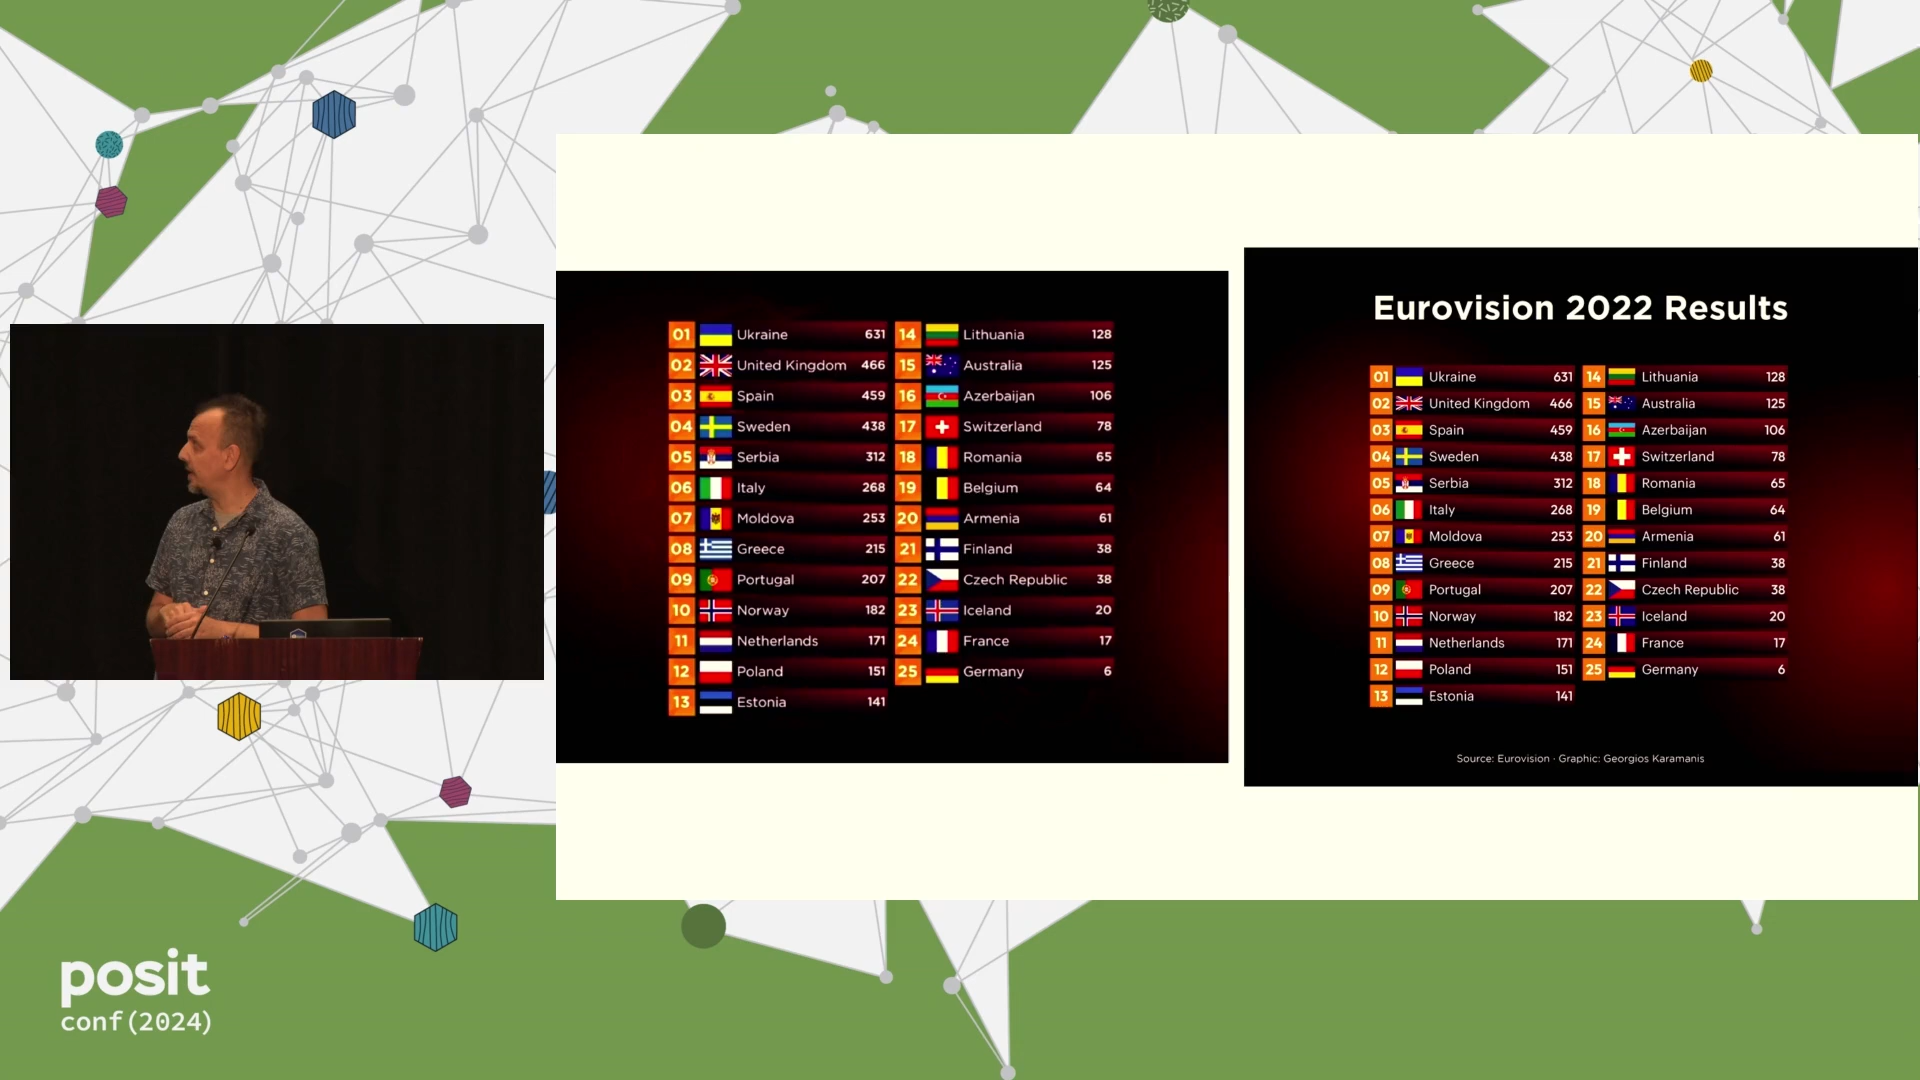 01 Ukraine 631 14 Lithuania 128
02 United Kingdom 466 15 Australia 125
03 Spain 459 16 Azerbaijan 106
04 Sweden 438 17 Switzerland 78
05 Serbia 312 18 Romania 65
06 Italy 268 19 Belgium 64
07 Moldova 253 20 Armenia 61
08 Greece 215 21 Finland 38
09 Portugal 207 22 Czech Republic 38
10 Norway 182 23 Iceland 20
11 Netherlands 171 24 France 17
12 Poland 151 25 Germany 6
13 Estonia 141
Eurovision 2022 Results
01 Ukraine 631 14 Lithuania 128
02 United Kingdom 466 15 Australia 125
03 Spain 459 16 Azerbaijan 106
04 Sweden 438 17 Switzerland 78
05 Serbia 312 18 Romania 65
06 Italy 268 19 Belgium 64
07 Moldova 253 20 Armenia 61
08 Greece 215 21 Finland 38
09 Portugal 207 22 Czech Republic 38
10 Norway 182 23 Iceland 20
11 Netherlands 171 24 France 17
12 Poland 151 25 Germany 6
13 Estonia 141
Source: Eurovision · Graphic: Georgios Karamanis
posit
conf(2024)